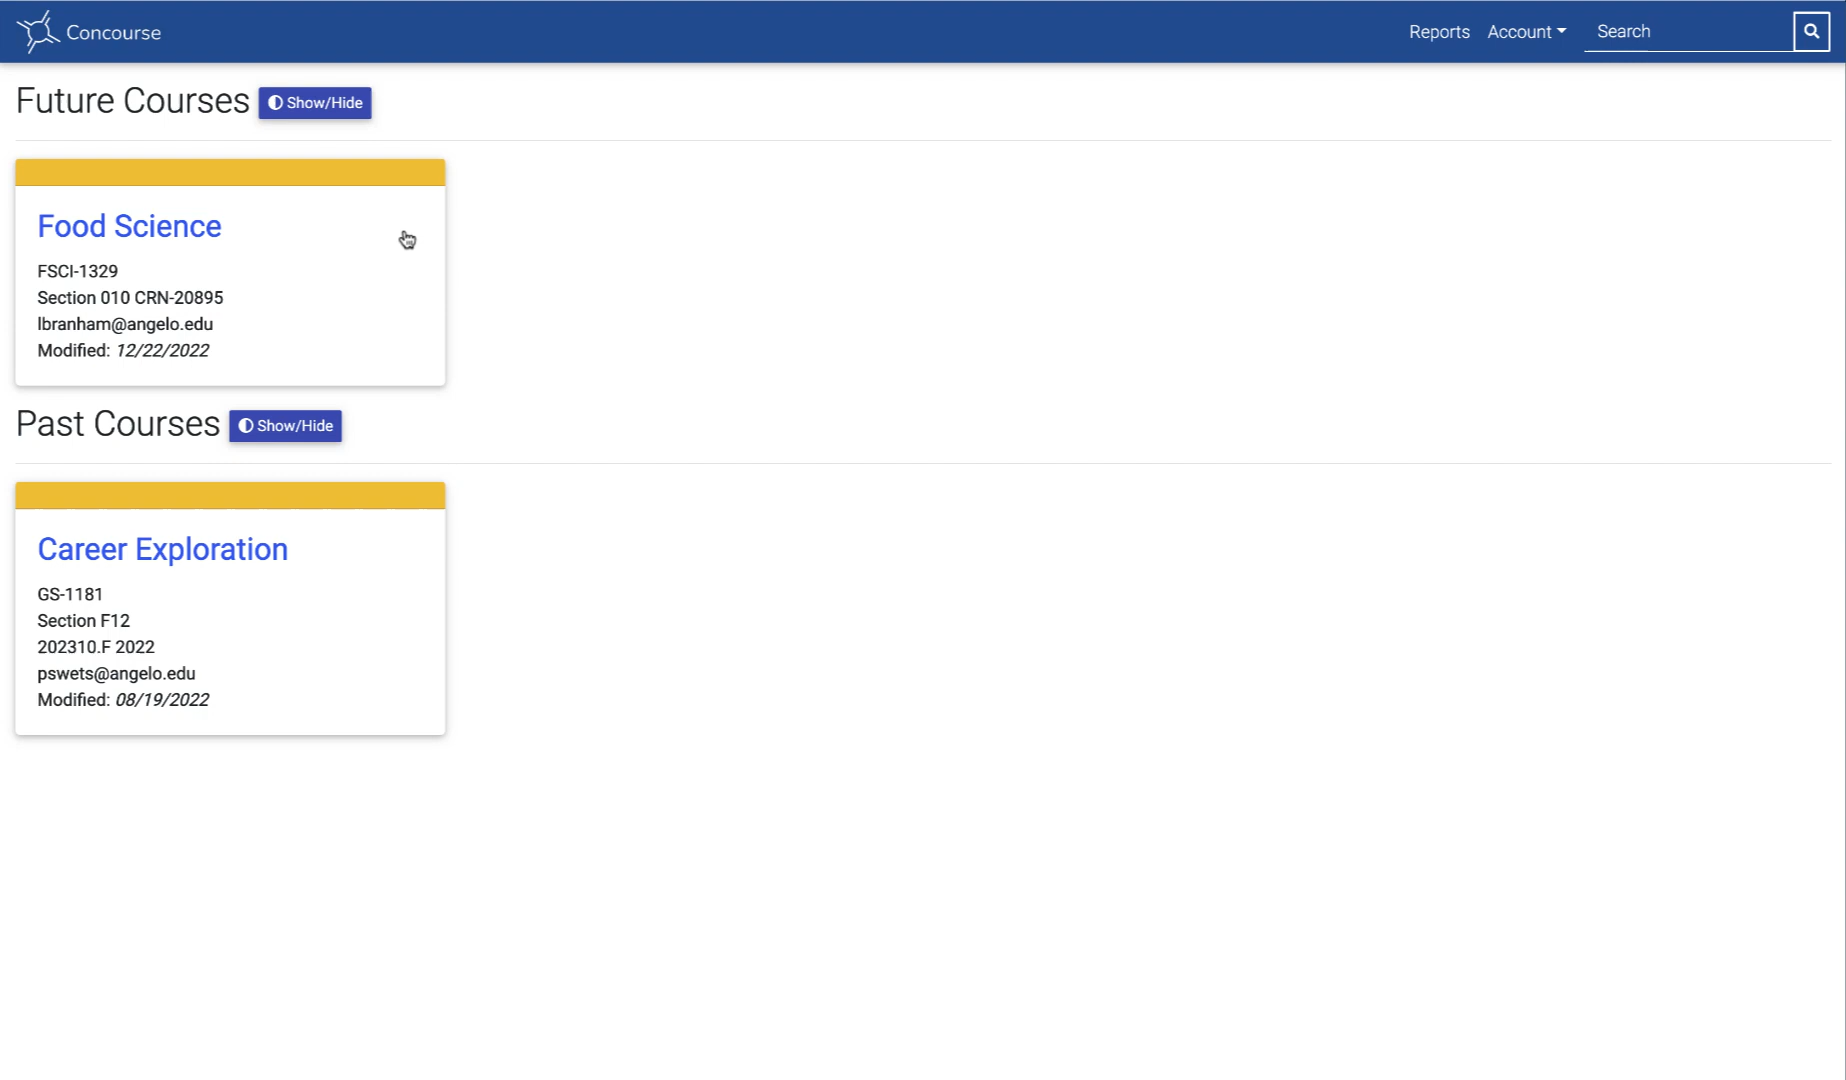 Concourse
Reports Account Search
Future Courses Show/Hide
Food Science
FSCI-1329
Section 010 CRN-20895
lbranham@angelo.edu
Modified: 12/22/2022
Past Courses Show/Hide
Career Exploration
GS-1181
Section F12
202310.F 2022
pswets@angelo.edu
Modified: 08/19/2022